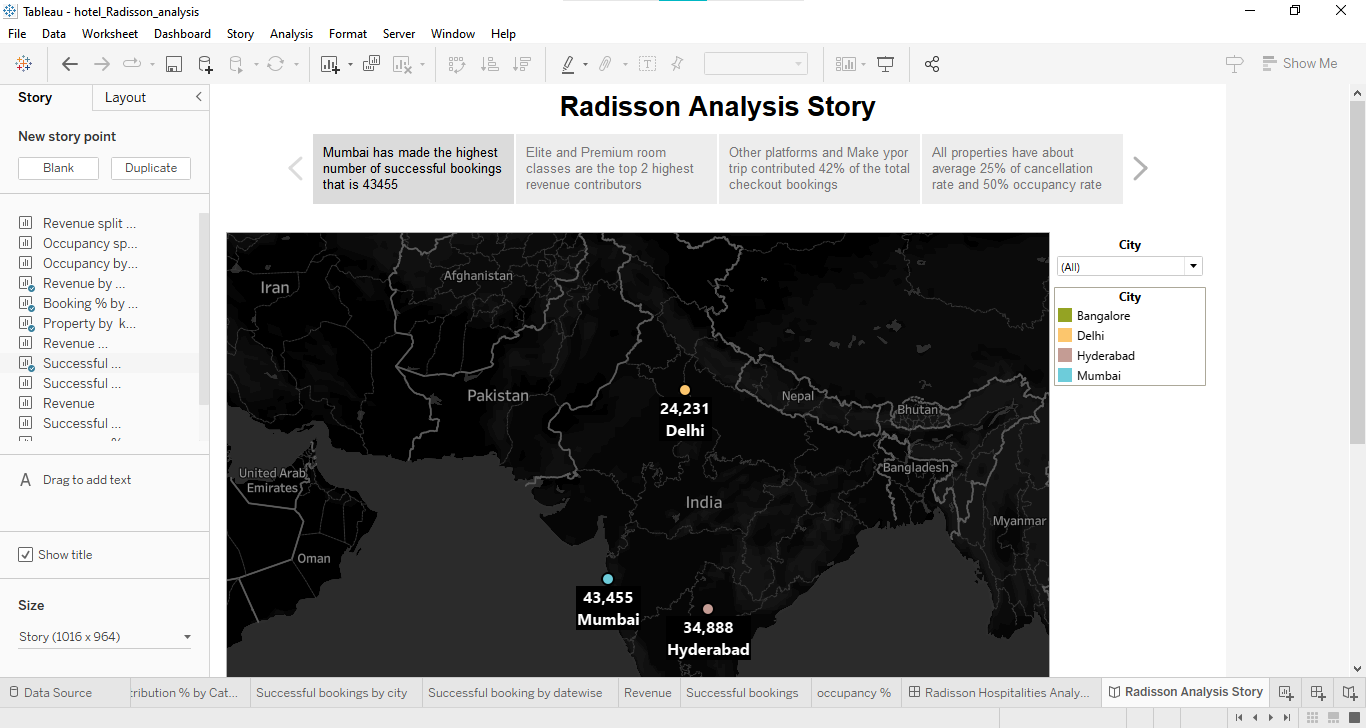 Tableau - hotel_Radisson_analysis
File Data Worksheet Dashboard Story Analysis Format Server Window Help
Show Me
Story Layout
New story point
Blank Duplicate
Revenue split ...
Occupancy sp...
Occupancy by...
Revenue by ...
Booking % by ...
Property by k...
Revenue ...
Successful ...
Successful ...
Revenue
Successful ...
A Drag to add text
Show title
Size
Story (1016 x 964)
Radisson Analysis Story
Mumbai has made the highest
number of successful bookings
that is 43455
Elite and Premium room
classes are the top 2 highest
revenue contributors
Other platforms and Make ypor
trip contributed 42% of the total
checkout bookings
All properties have about
average 25% of cancellation
rate and 50% occupancy rate
Iran
Afghanistan
Pakistan
Nepal
Bhutan
24,231
Delhi
United Arab
Emirates
Bangladesh
India
Myanmar
Oman
43,455
Mumbai
34,888
Hyderabad
City
(All)
City
Bangalore
Delhi
Hyderabad
Mumbai
Data Source
tribution % by Cat...
Successful bookings by city
Successful booking by datewise
Revenue
Successful bookings
occupancy %
Radisson Hospitalities Analy...
Radisson Analysis Story